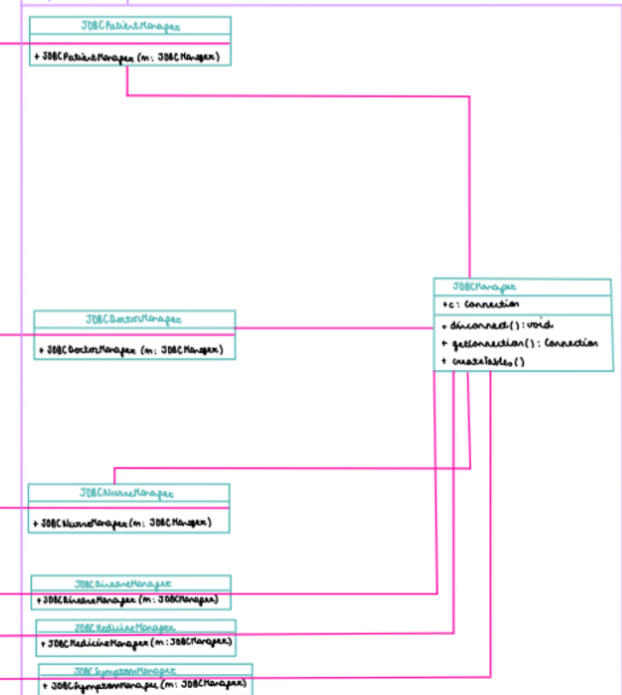 JDBCPatientManager
+ JDBCPatientManager (m: JDBCManager)
JDBCManager
+c: Connection
+ disconnect(): void
+ getConnection(): Connection
+ createTables()
JDBCDoctorManager
+ JDBCDoctorManager (m: JDBCManager)
JDBCNurseManager
+ JDBCNurseManager (m: JDBCManager)
JDBCDiseaseManager
+ JDBCDiseaseManager (m: JDBCManager)
JDBCMedicineManager
+ JDBCMedicineManager (m: JDBCManager)
JDBCSymptomManager
+ JDBCSymptomManager (m: JDBCManager)